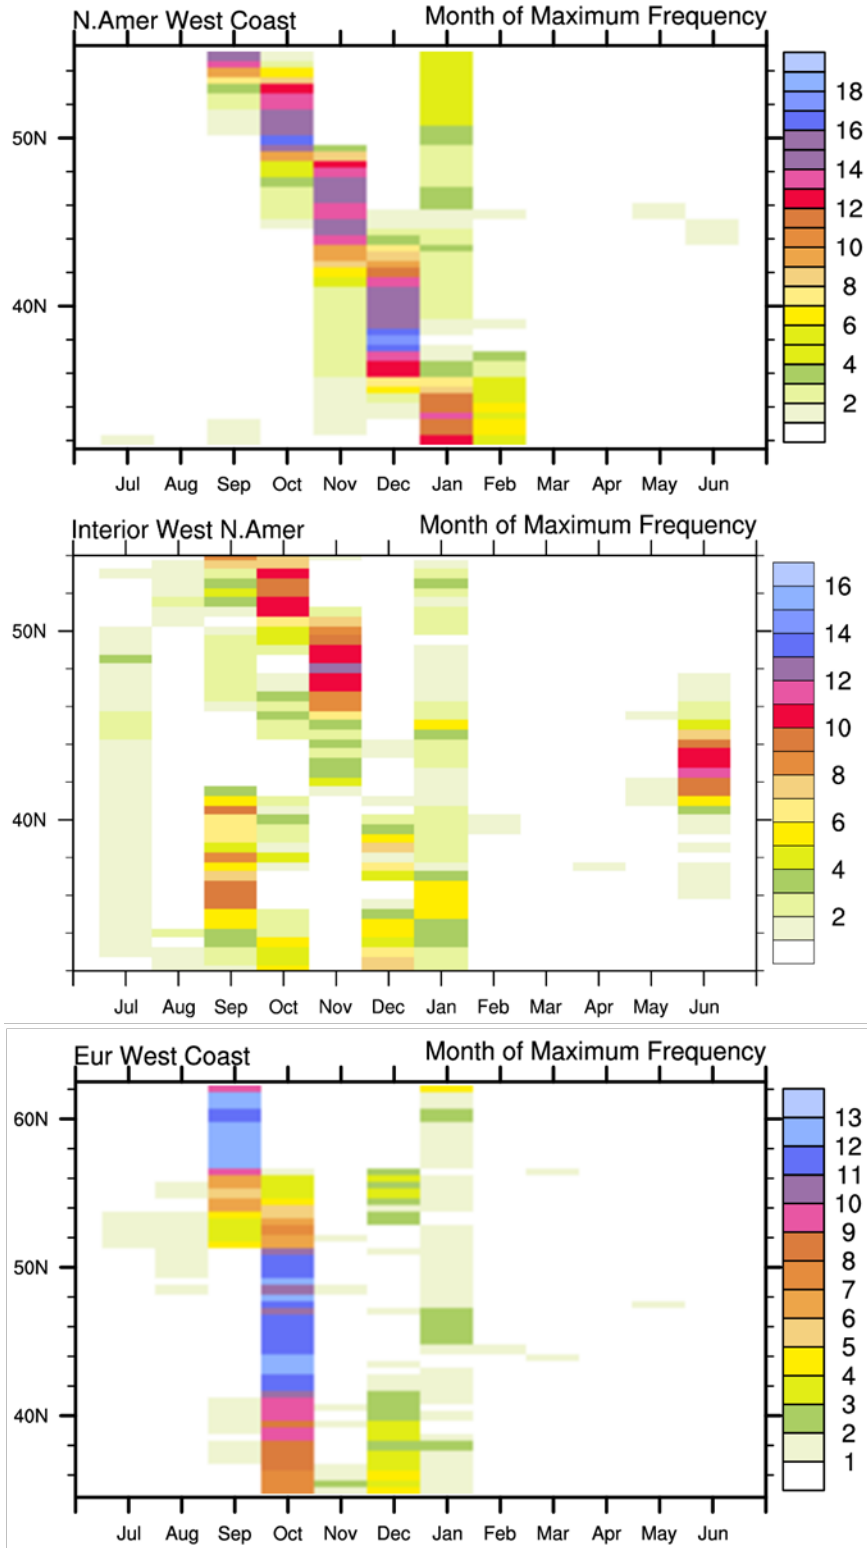 N.Amer West Coast Month of Maximum Frequency
50N
40N
18
16
14
12
10
8
6
4
2
Jul Aug Sep Oct Nov Dec Jan Feb Mar Apr May Jun
Interior West N.Amer Month of Maximum Frequency
50N
40N
16
14
12
10
8
6
4
2
Jul Aug Sep Oct Nov Dec Jan Feb Mar Apr May Jun
Eur West Coast Month of Maximum Frequency
60N
50N
40N
13
12
11
10
9
8
7
6
5
4
3
2
1
Jul Aug Sep Oct Nov Dec Jan Feb Mar Apr May Jun